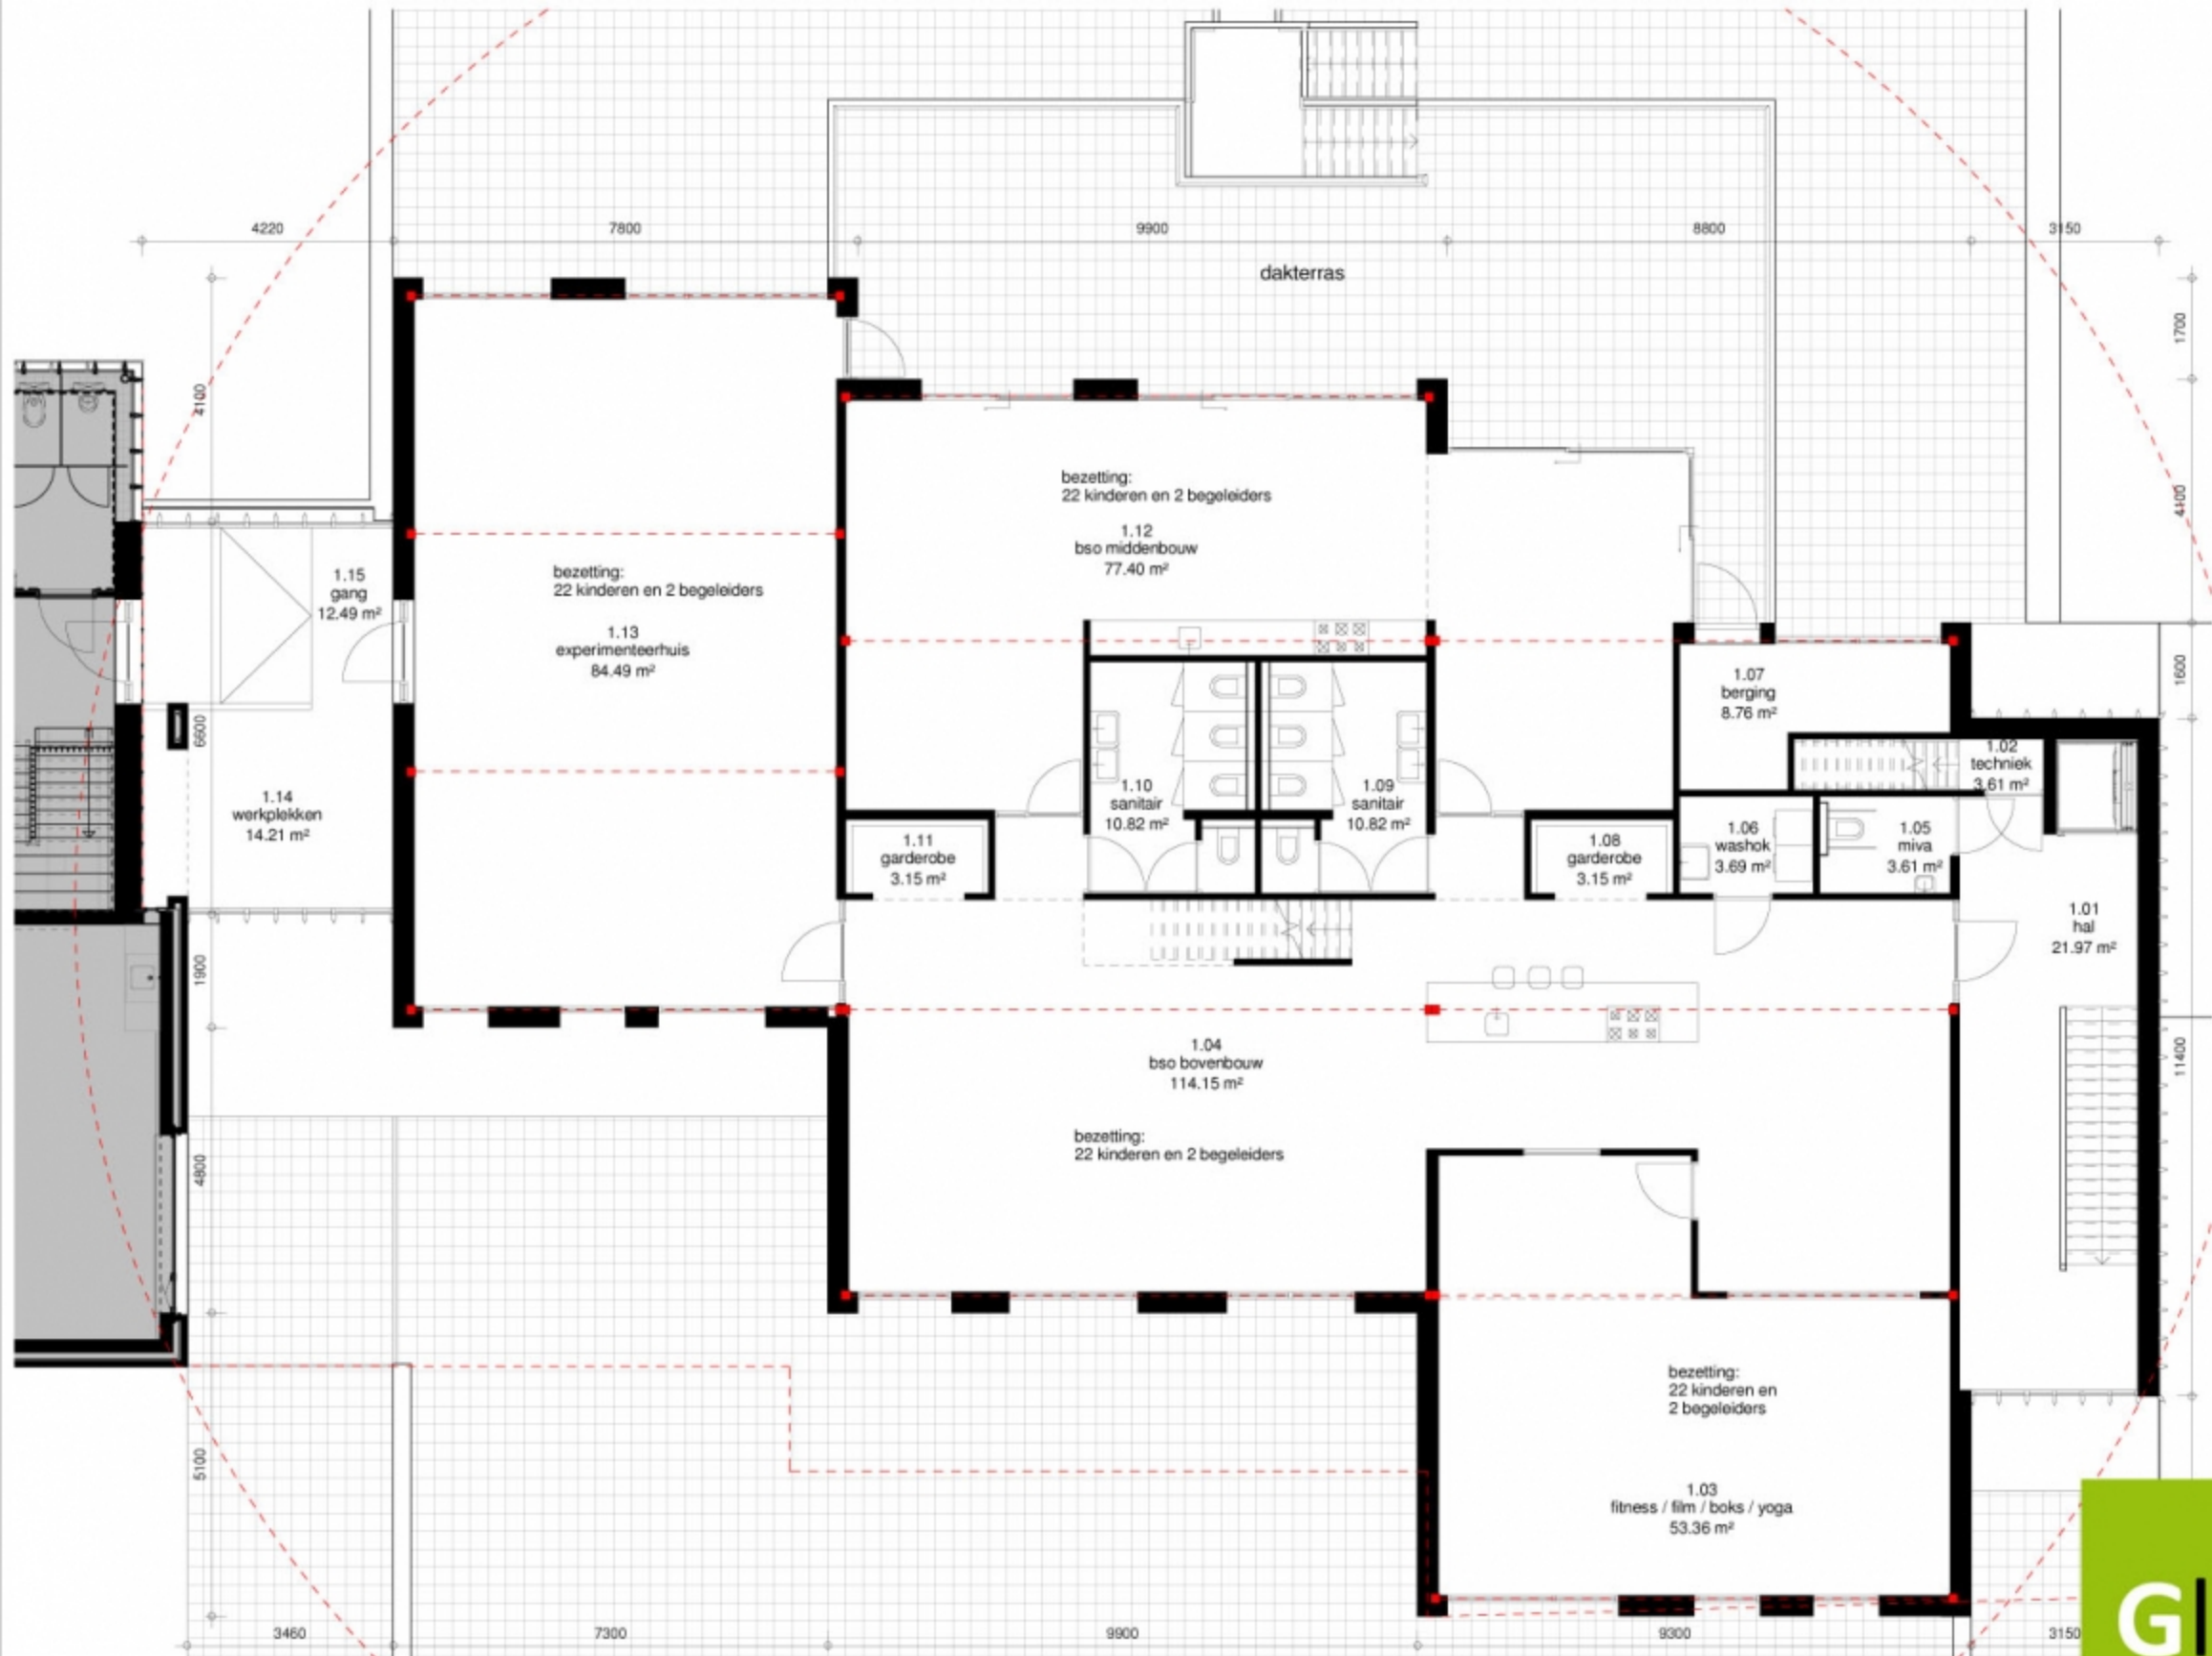 4220
7800
9900
8800
3150
dakterras
1700
4100
4100
bezetting:
22 kinderen en 2 begeleiders
1.12
bso middenbouw
77.40 m²
1.15
gang
12.49 m²
bezetting:
22 kinderen en 2 begeleiders
1.13
experimenteerhuis
84.49 m²
1600
1.07
berging
8.76 m²
6600
1.02
techniek
3.61 m²
1.14
werkplekken
14.21 m²
1.10
sanitair
10.82 m²
1.09
sanitair
10.82 m²
1.11
garderobe
3.15 m²
1.08
garderobe
3.15 m²
1.06
washok
3.69 m²
1.05
miva
3.61 m²
1.01
hal
21.97 m²
1900
11400
1.04
bso bovenbouw
114.15 m²
bezetting:
22 kinderen en 2 begeleiders
4800
bezetting:
22 kinderen en
2 begeleiders
5100
1.03
fitness / film / boks / yoga
53.36 m²
3460
7300
9900
9300
3150
G